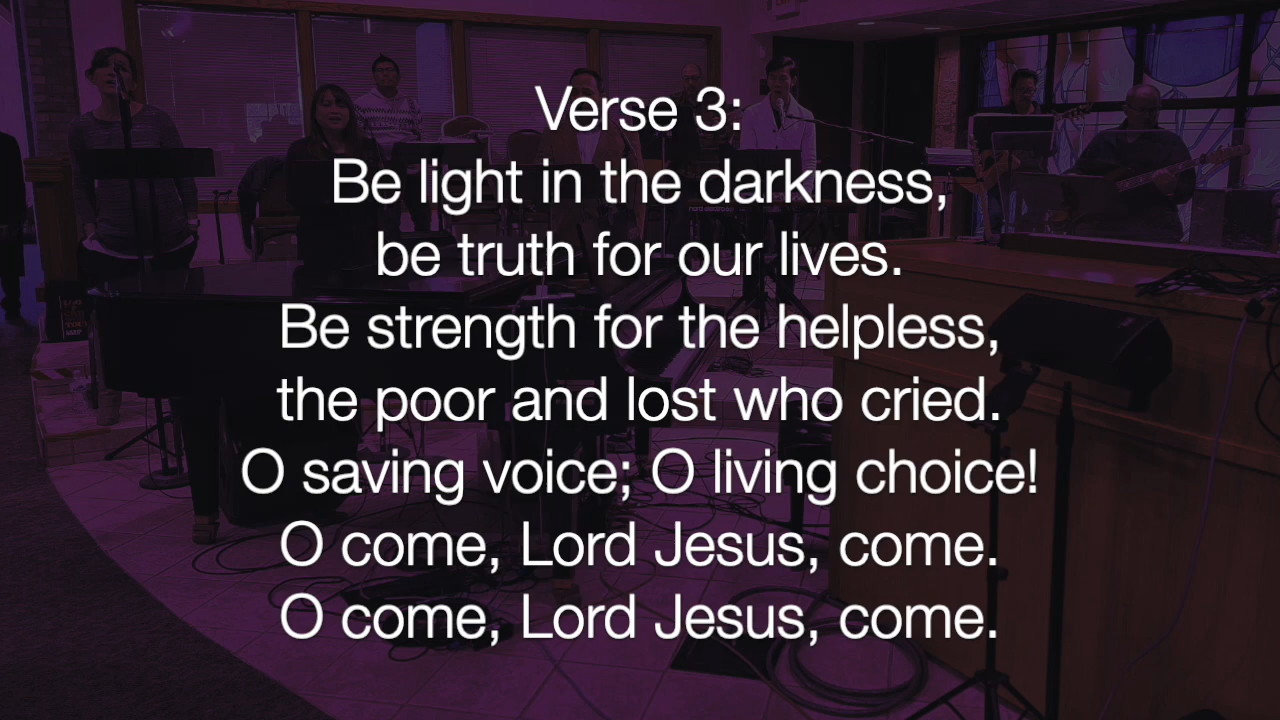 Verse 3:
Be light in the darkness,
be truth for our lives.
Be strength for the helpless,
the poor and lost who cried.
O saving voice; O living choice!
O come, Lord Jesus, come.
O come, Lord Jesus, come.